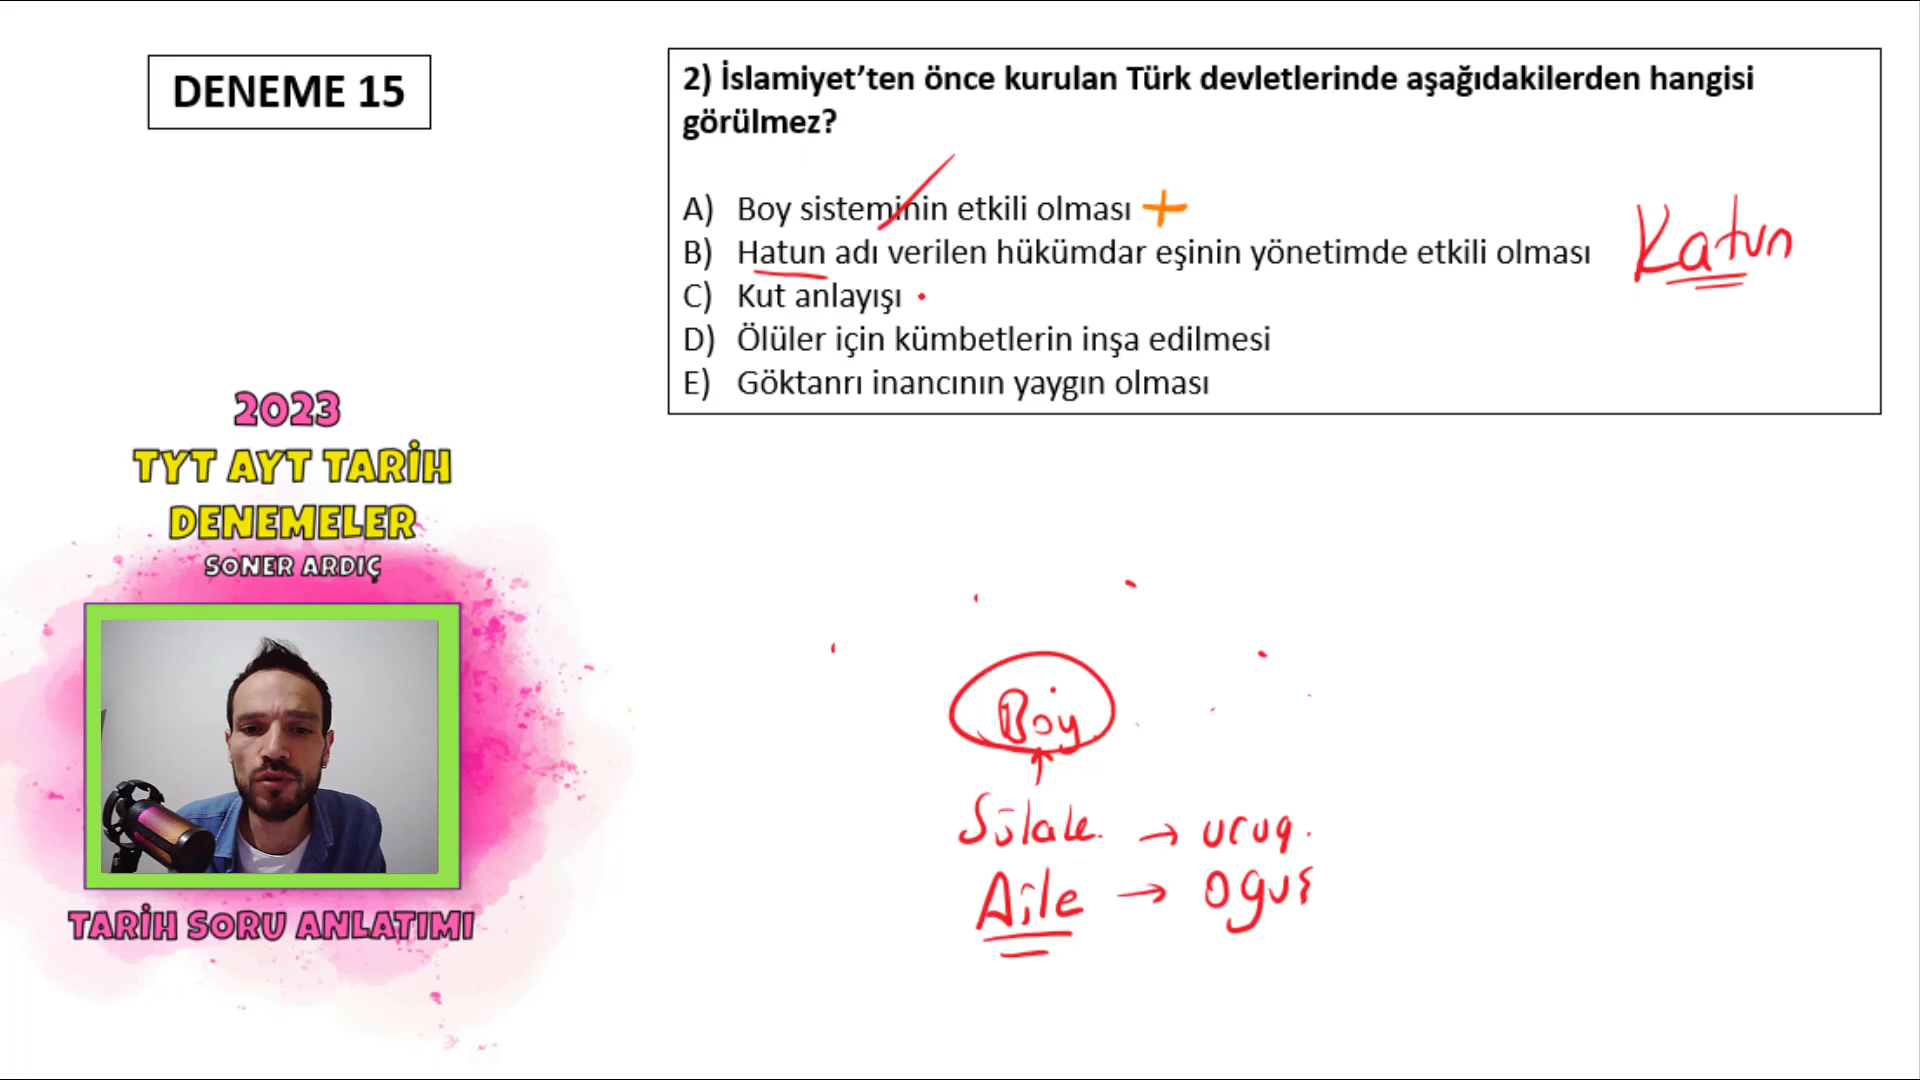 DENEME 15
2) İslamiyet’ten önce kurulan Türk devletlerinde aşağıdakilerden hangisi
görülmez?
A) Boy sisteminin etkili olması +
B) Hatun adı verilen hükümdar eşinin yönetimde etkili olması
C) Kut anlayışı
D) Ölüler için kümbetlerin inşa edilmesi
E) Göktanrı inancının yaygın olması
Katun
2023
TYT AYT TARİH
DENEMELER
SONER ARDIÇ
TARİH SORU ANLATIMI
Boy
Sülale. → uruq.
Aile → Oguş